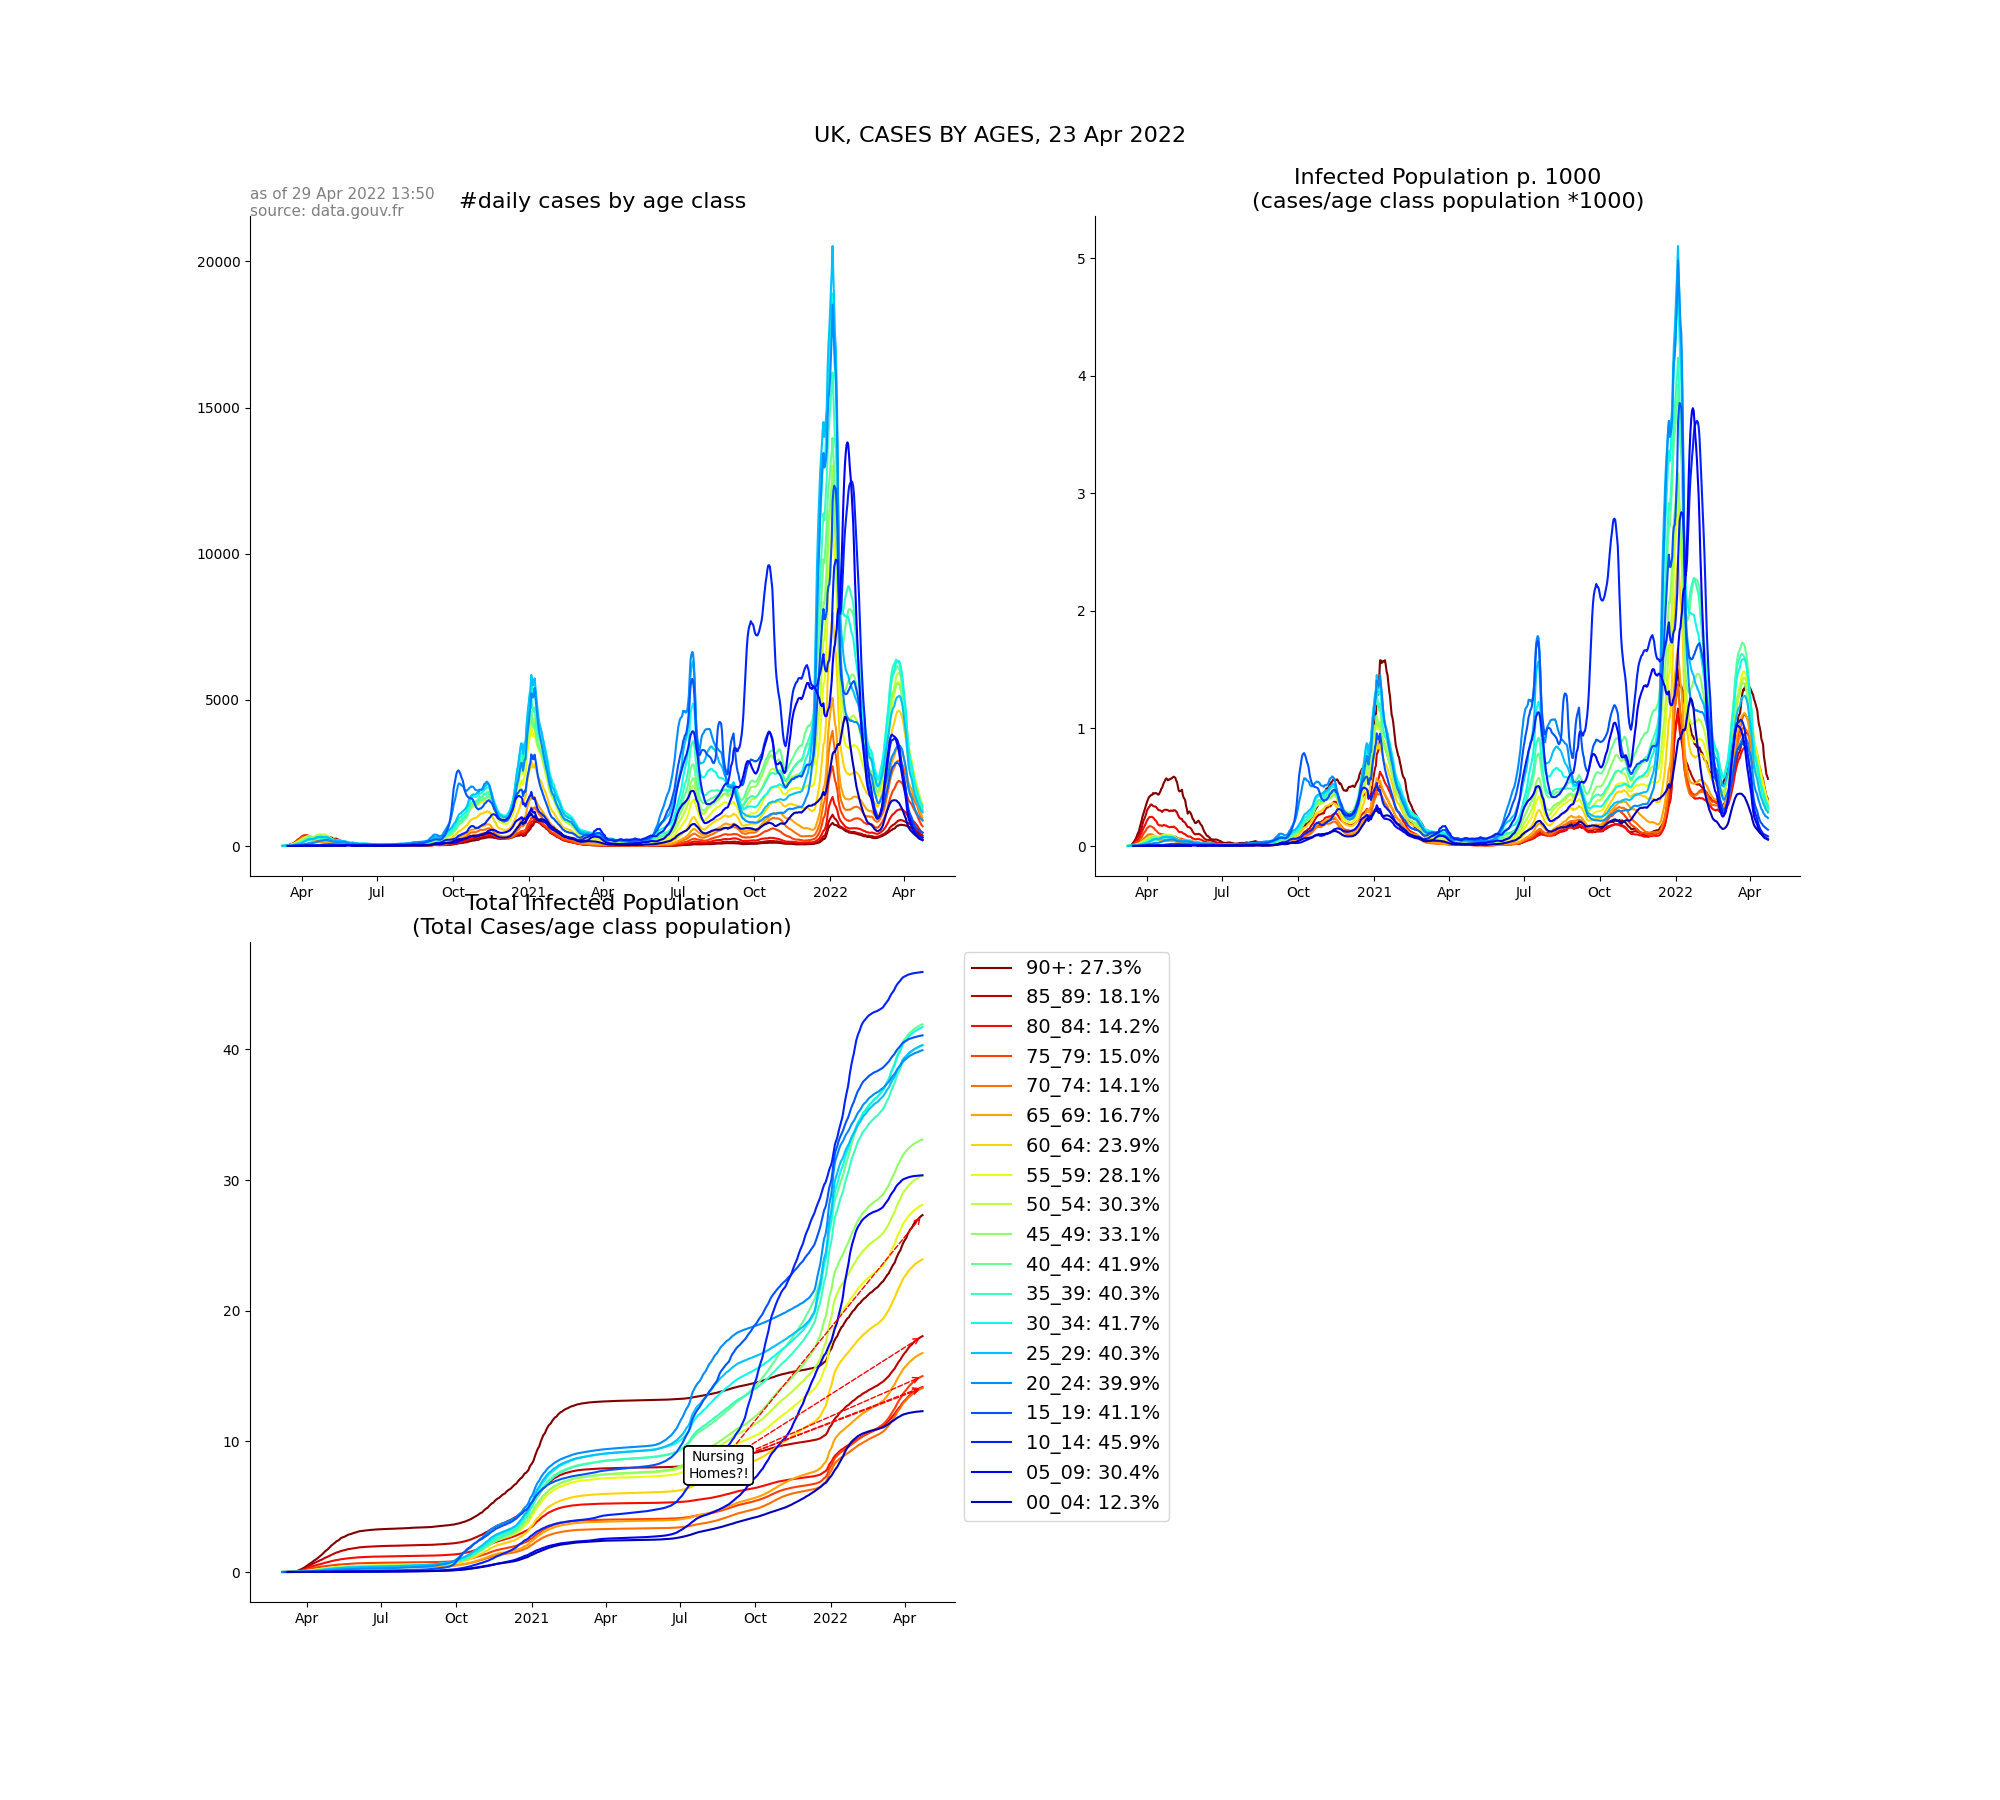 UK, CASES BY AGES, 23 Apr 2022
as of 29 Apr 2022 13:50
source: data.gouv.fr
#daily cases by age class
20000
15000
10000
5000
0
Apr Jul Oct 2021 Apr Jul Oct 2022 Apr
Infected Population p. 1000
(cases/age class population *1000)
5
4
3
2
1
0
Apr Jul Oct 2021 Apr Jul Oct 2022 Apr
Total Infected Population
(Total Cases/age class population)
40
30
20
10
0
Nursing
Homes?!
Apr Jul Oct 2021 Apr Jul Oct 2022 Apr
90+: 27.3%
85_89: 18.1%
80_84: 14.2%
75_79: 15.0%
70_74: 14.1%
65_69: 16.7%
60_64: 23.9%
55_59: 28.1%
50_54: 30.3%
45_49: 33.1%
40_44: 41.9%
35_39: 40.3%
30_34: 41.7%
25_29: 40.3%
20_24: 39.9%
15_19: 41.1%
10_14: 45.9%
05_09: 30.4%
00_04: 12.3%